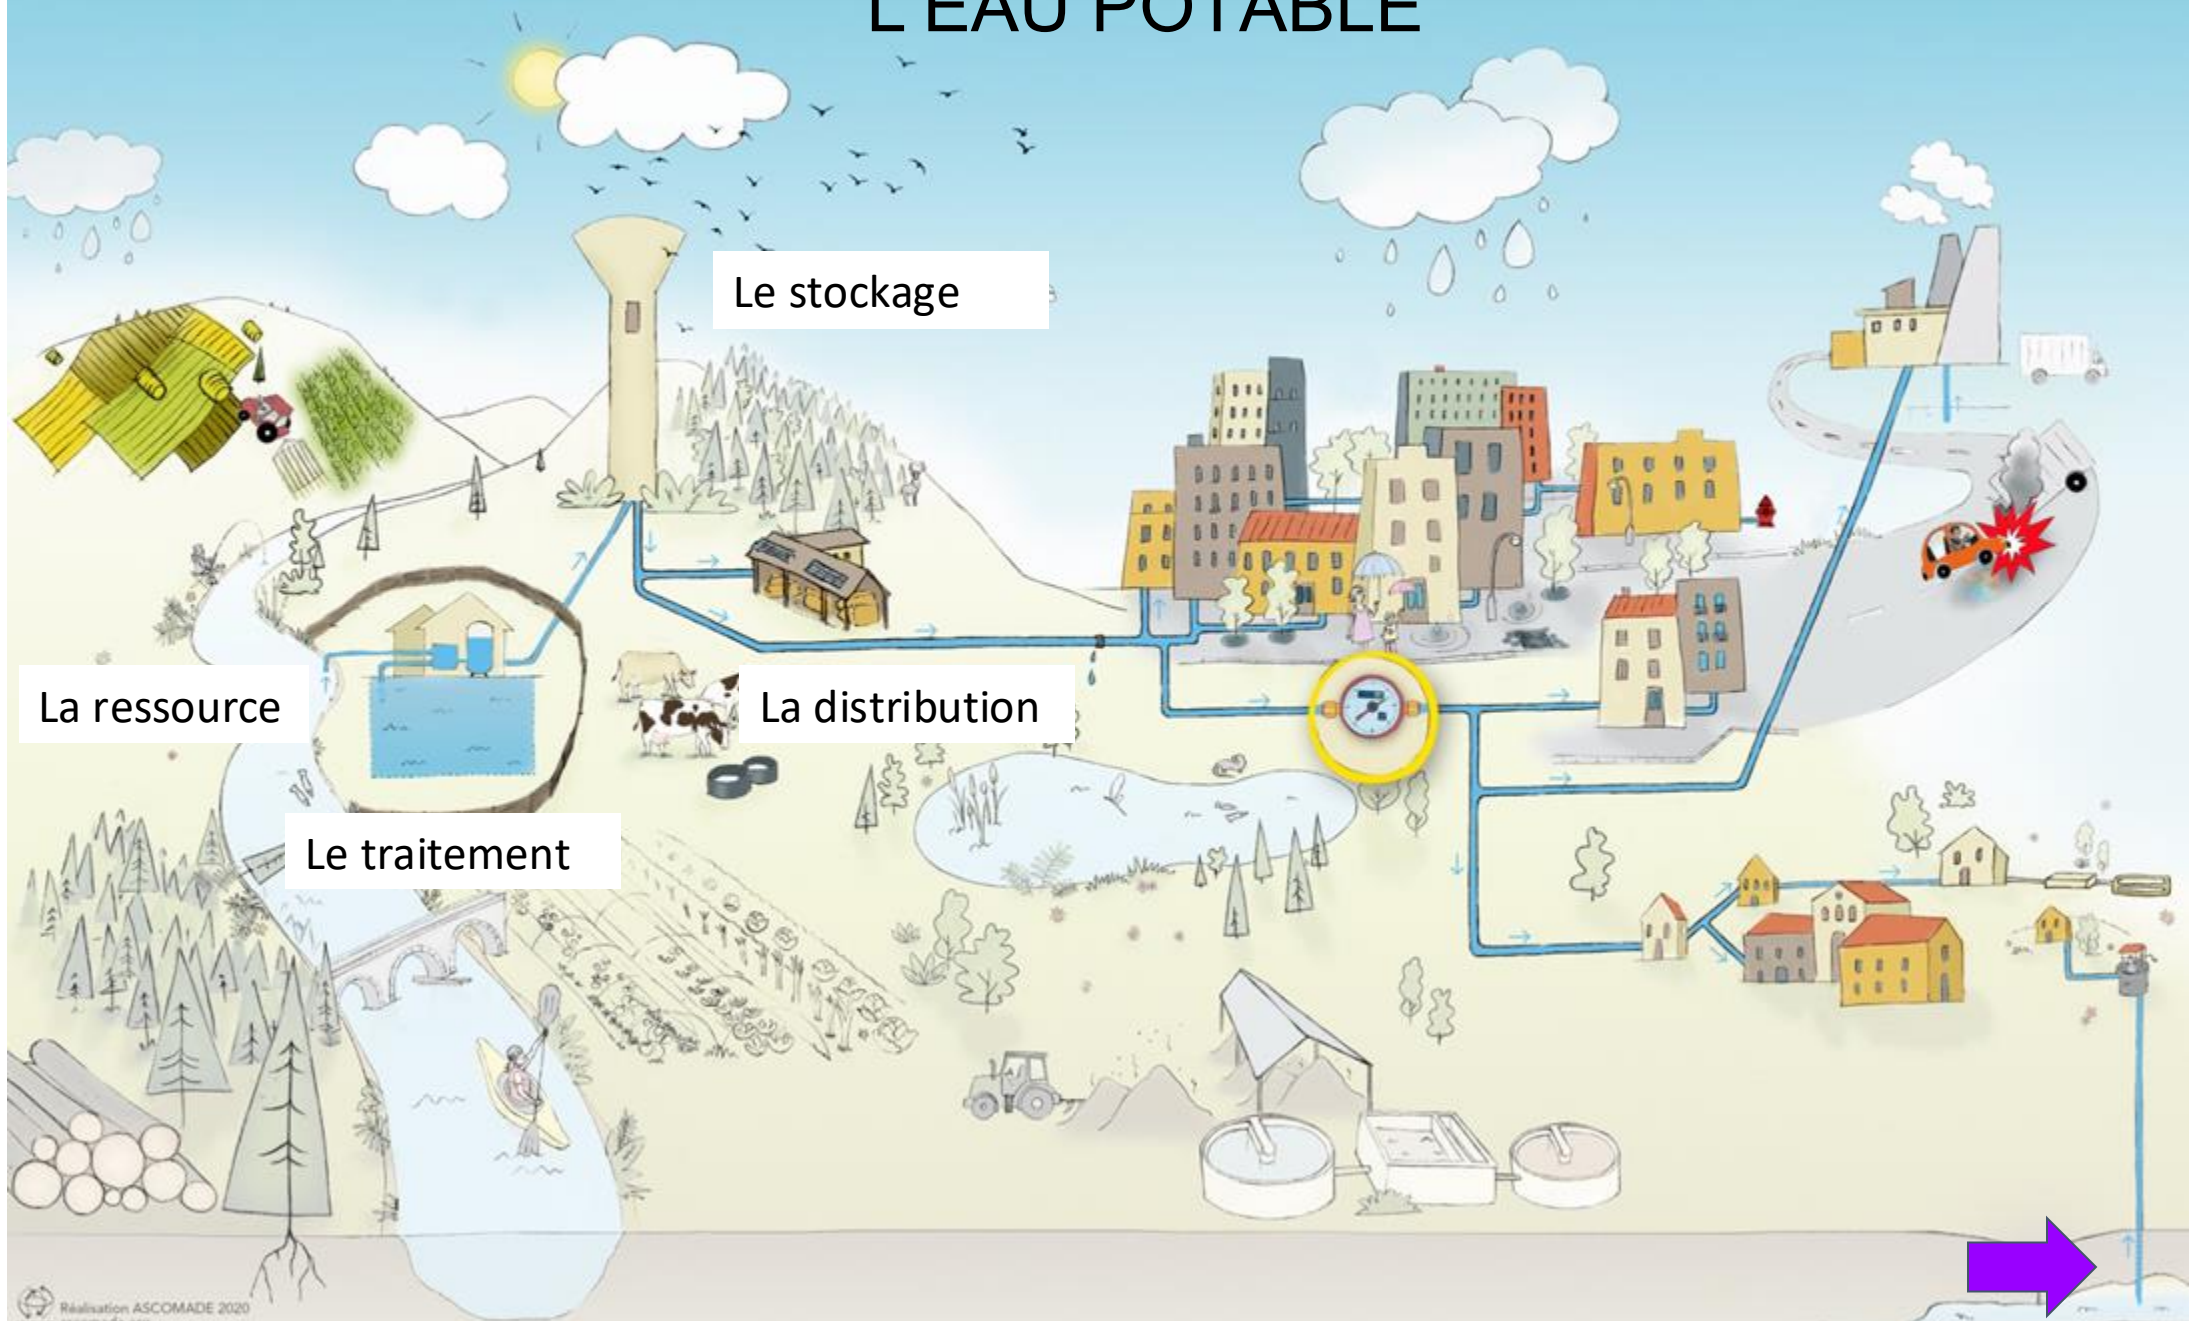 L'EAU POTABLE
Le stockage
La ressource
La distribution
Le traitement
Réalisation ASCOMADE 2020